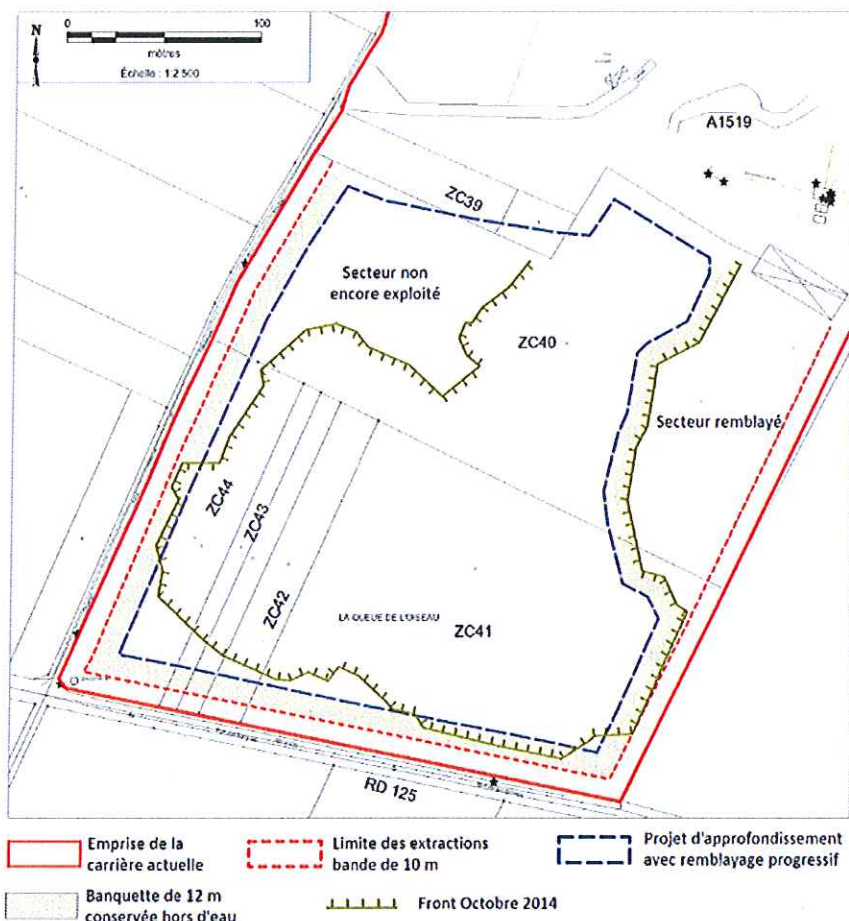 N
0 100
mètres
Échelle : 1:2 500
A1519
ZC39
Secteur non
encore exploité
ZC40
Secteur remblayé
ZC44
ZC43
ZC42
LA QUEUE DE L'OISEAU
ZC41
RD 125
Emprise de la
carrière actuelle
Limite des extractions
bande de 10 m
Projet d'approfondissement
avec remblayage progressif
Banquette de 12 m
conservée hors d'eau
Front Octobre 2014